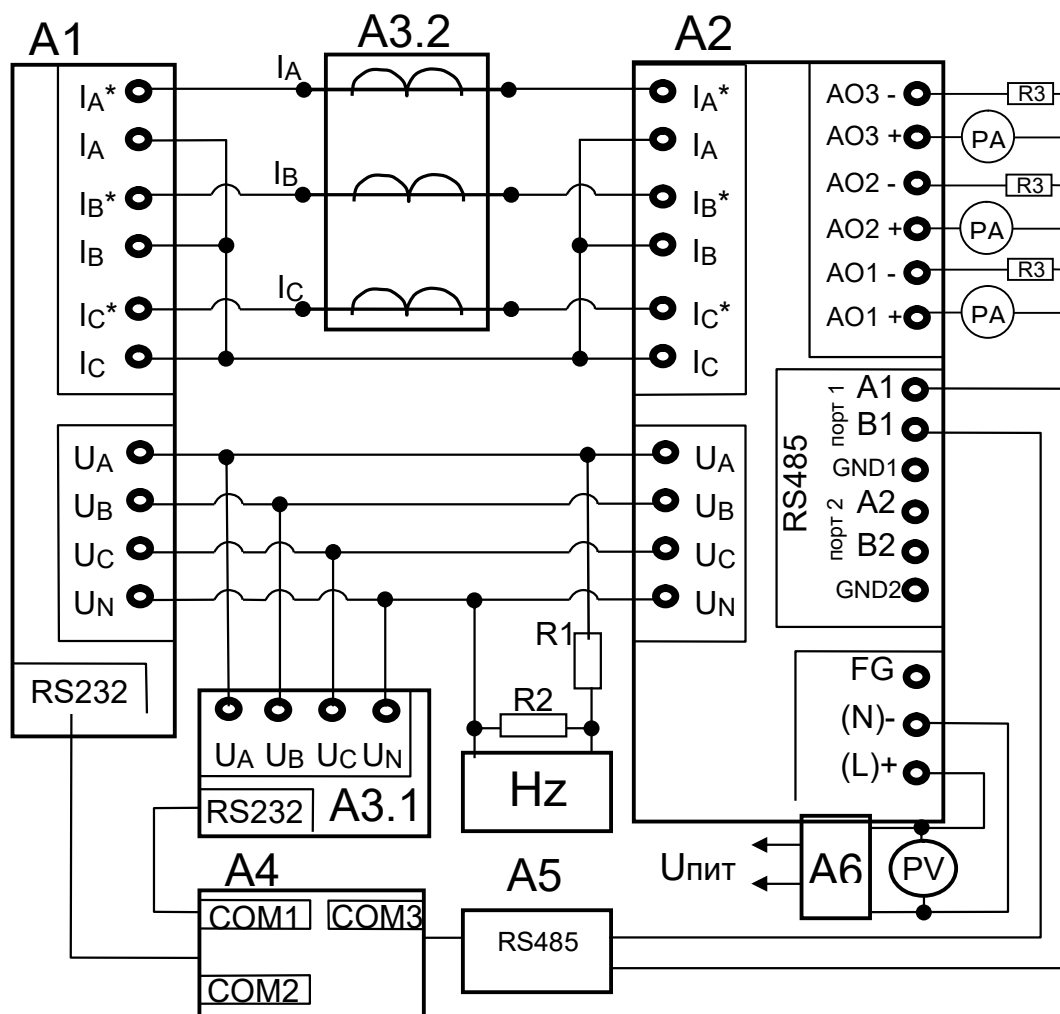 A1
A3.2
A2
IA*
IA
IB*
IB
IC*
IC
IA
IB
IC
IA*
IA
IB*
IB
IC*
IC
AO3 -
AO3 +
AO2 -
AO2 +
AO1 -
AO1 +
R3
PA
R3
PA
R3
PA
UA
UB
UC
UN
UA
UB
UC
UN
RS485
порт 1
порт 2
A1
B1
GND1
A2
B2
GND2
R1
R2
Hz
FG
(N)-
(L)+
RS232
UA UB UC UN
RS232
A3.1
Uпит
A6
PV
A4
COM1
COM3
COM2
A5
RS485